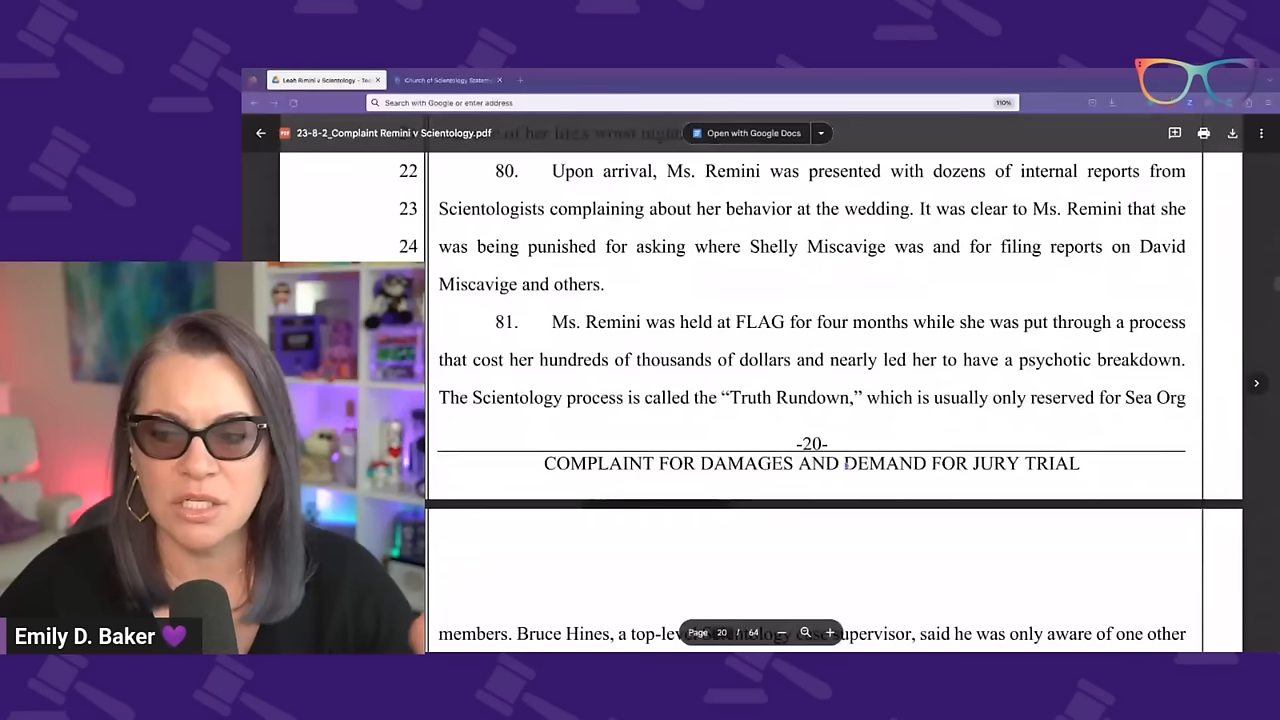 Leah Remini v Scientology - Tec
Church of Scientology Statem
Search with Google or enter address
110%
23-8-2_Complaint Remini v Scientology.pdf
Open with Google Docs
22 80. Upon arrival, Ms. Remini was presented with dozens of internal reports from
23 Scientologists complaining about her behavior at the wedding. It was clear to Ms. Remini that she
24 was being punished for asking where Shelly Miscavige was and for filing reports on David
Miscavige and others.
81. Ms. Remini was held at FLAG for four months while she was put through a process
that cost her hundreds of thousands of dollars and nearly led her to have a psychotic breakdown.
The Scientology process is called the “Truth Rundown,” which is usually only reserved for Sea Org
-20-
COMPLAINT FOR DAMAGES AND DEMAND FOR JURY TRIAL
members. Bruce Hines, a top-lev supervisor, said he was only aware of one other
Page 20 / 64
Emily D. Baker 💜